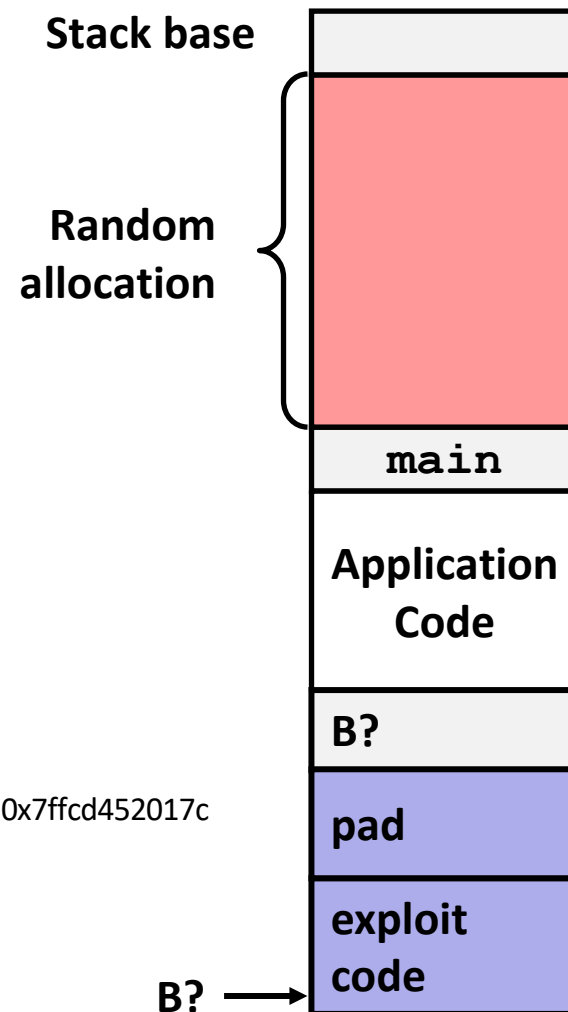 Stack base
Random
allocation
main
Application
Code
B?
0x7ffcd452017c
pad
exploit
code
B?